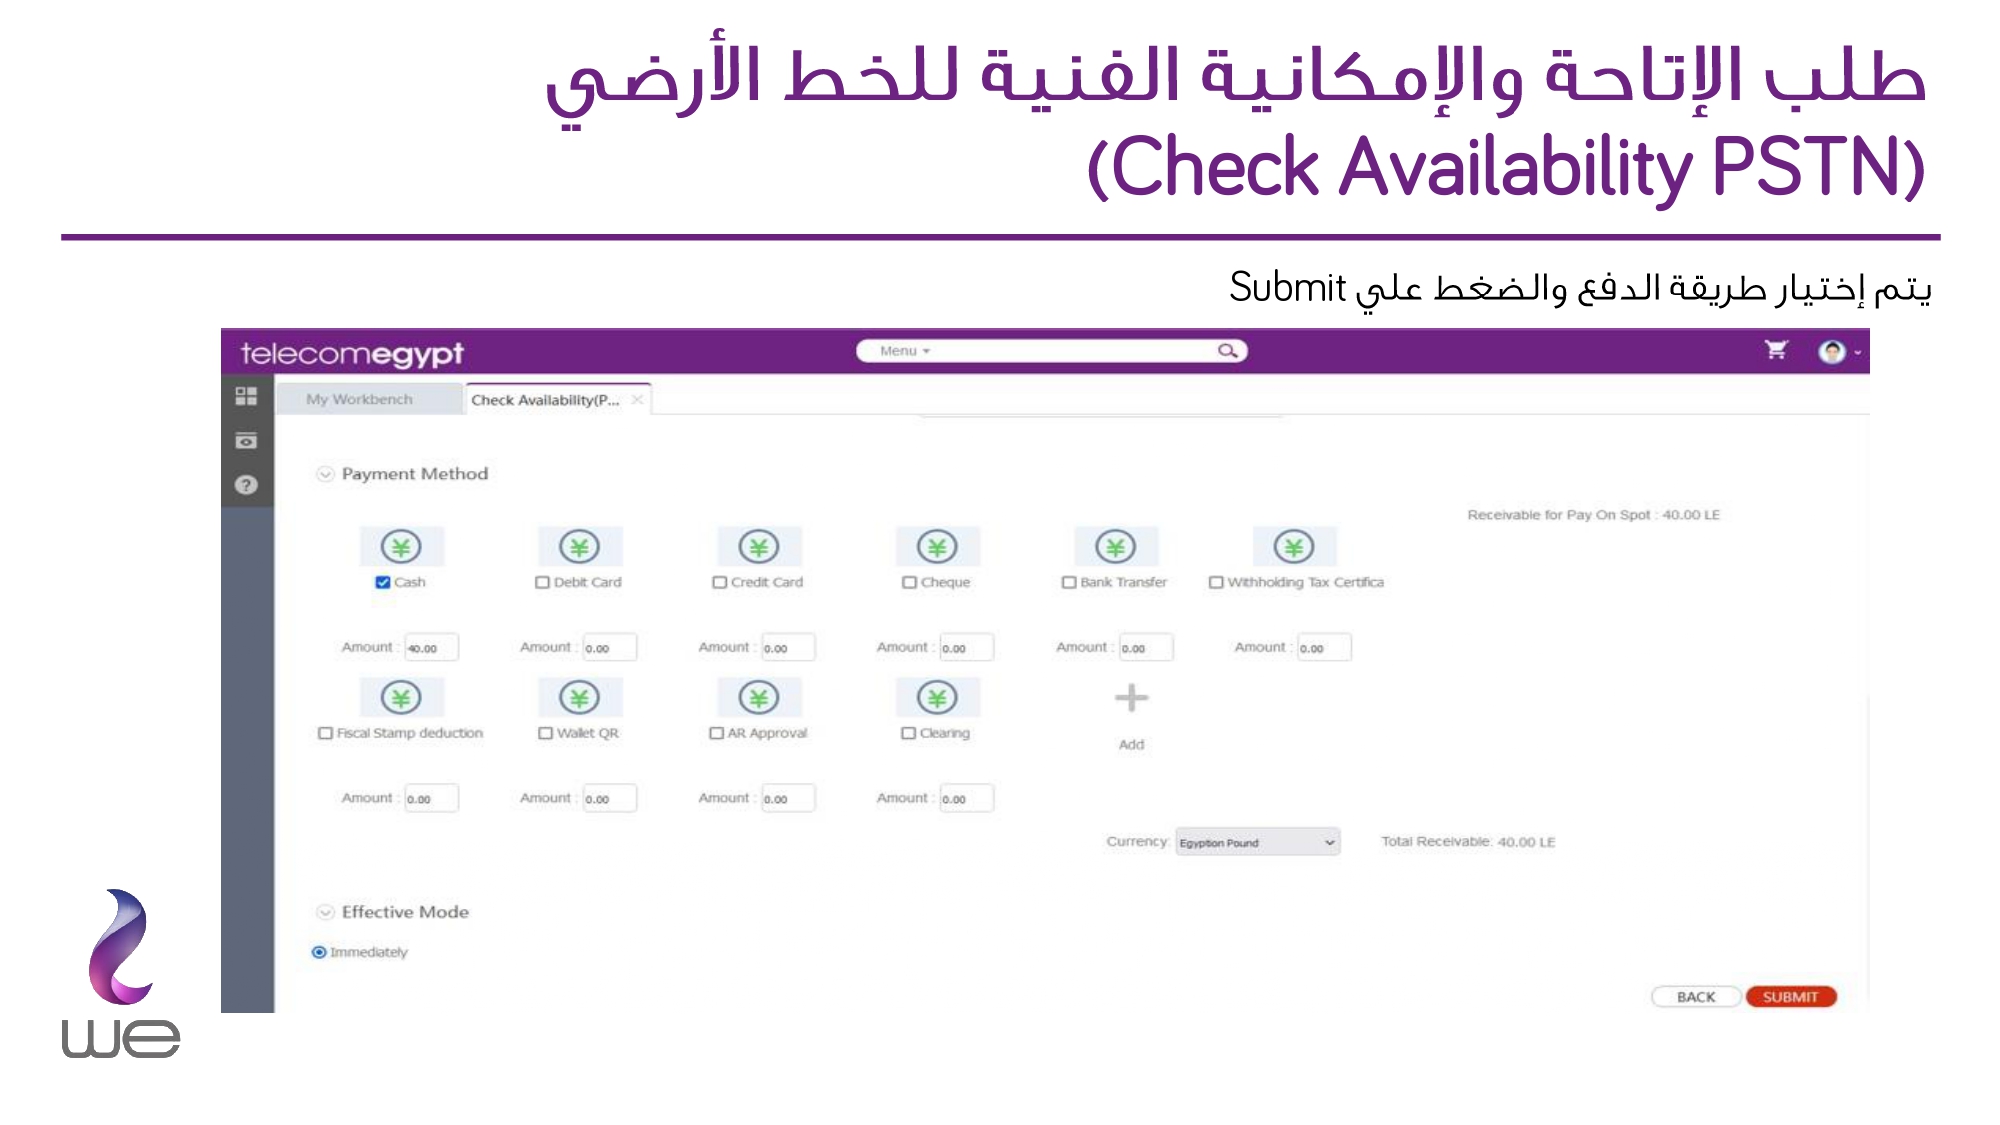 طلب الإتاحة والإمكانية الفنية للخط الأرضي
(Check Availability PSTN)
يتم إختيار طريقة الدفع والضغط علي Submit
telecomegypt
Menu
My Workbench
Check Availability(P...
Payment Method
Receivable for Pay On Spot : 40.00 LE
Cash
Debit Card
Credit Card
Cheque
Bank Transfer
Withholding Tax Certifica
Amount : 40.00
Amount : 0.00
Amount : 0.00
Amount : 0.00
Amount : 0.00
Amount : 0.00
Fiscal Stamp deduction
Wallet QR
AR Approval
Clearing
Add
Amount : 0.00
Amount : 0.00
Amount : 0.00
Amount : 0.00
Currency: Egyption Pound
Total Receivable: 40.00 LE
Effective Mode
Immediately
BACK
SUBMIT
we